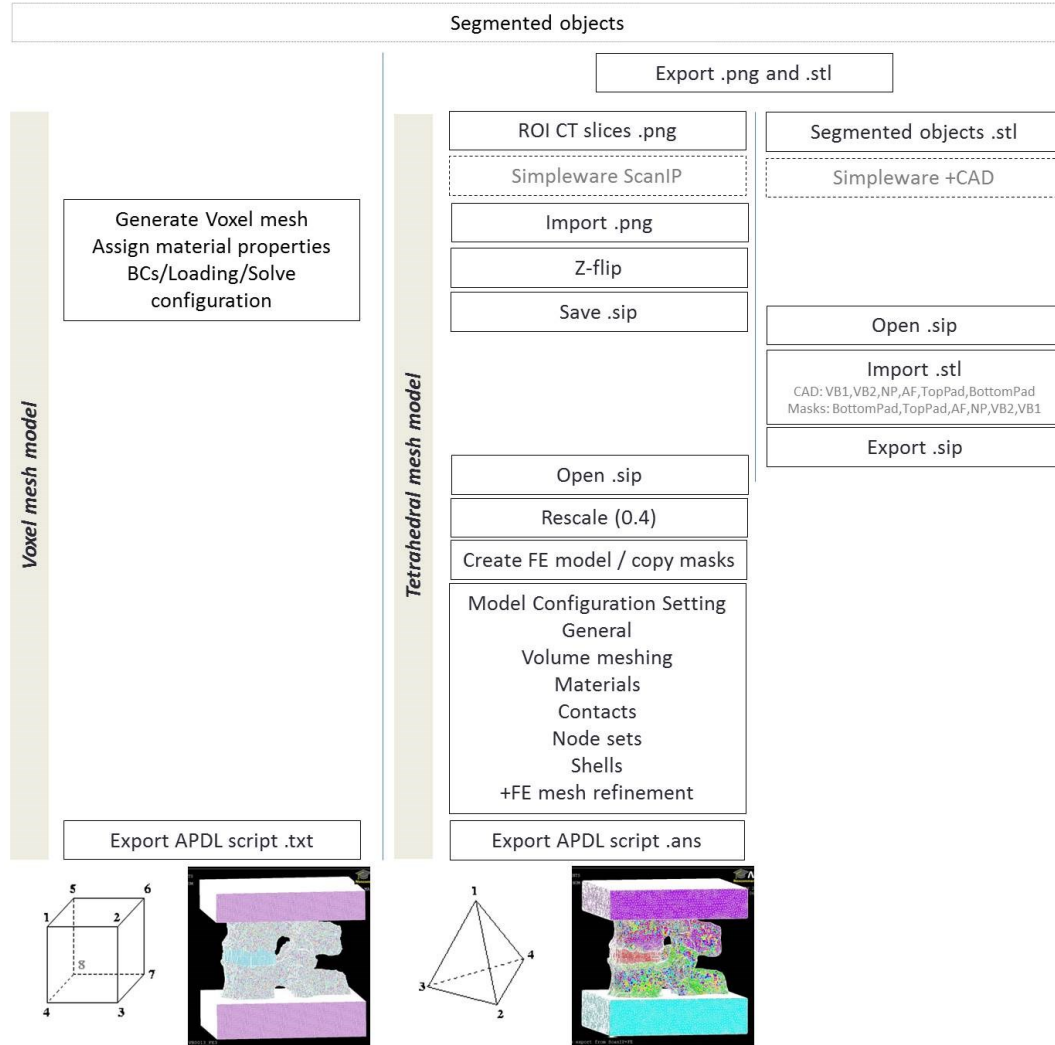 Segmented objects
Export .png and .stl
Voxel mesh model
Generate Voxel mesh
Assign material properties
BCs/Loading/Solve
configuration
Export APDL script .txt
Tetrahedral mesh model
ROI CT slices .png
Simpleware ScanIP
Import .png
Z-flip
Save .sip
Segmented objects .stl
Simpleware +CAD
Open .sip
Import .stl
CAD: VB1,VB2,NP,AF,TopPad,BottomPad
Masks: BottomPad,TopPad,AF,NP,VB2,VB1
Export .sip
Open .sip
Rescale (0.4)
Create FE model / copy masks
Model Configuration Setting
General
Volume meshing
Materials
Contacts
Node sets
Shells
+FE mesh refinement
Export APDL script .ans
5
6
1
2
8
7
4
3
1
4
3
2